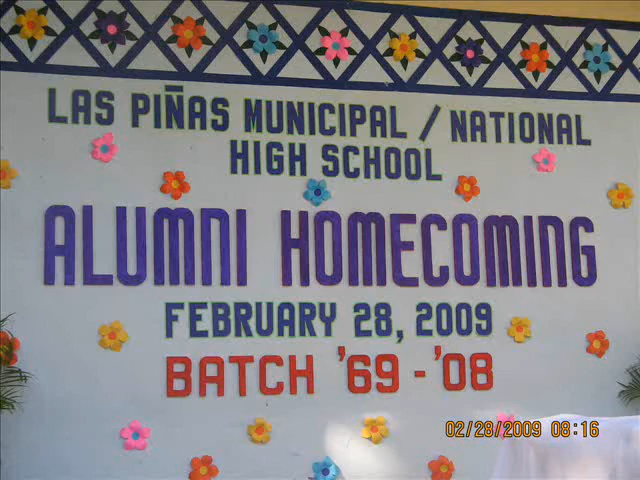 LAS PIÑAS MUNICIPAL / NATIONAL
HIGH SCHOOL
ALUMNI HOMECOMING
FEBRUARY 28, 2009
BATCH '69 - '08
02/28/2009 08:16